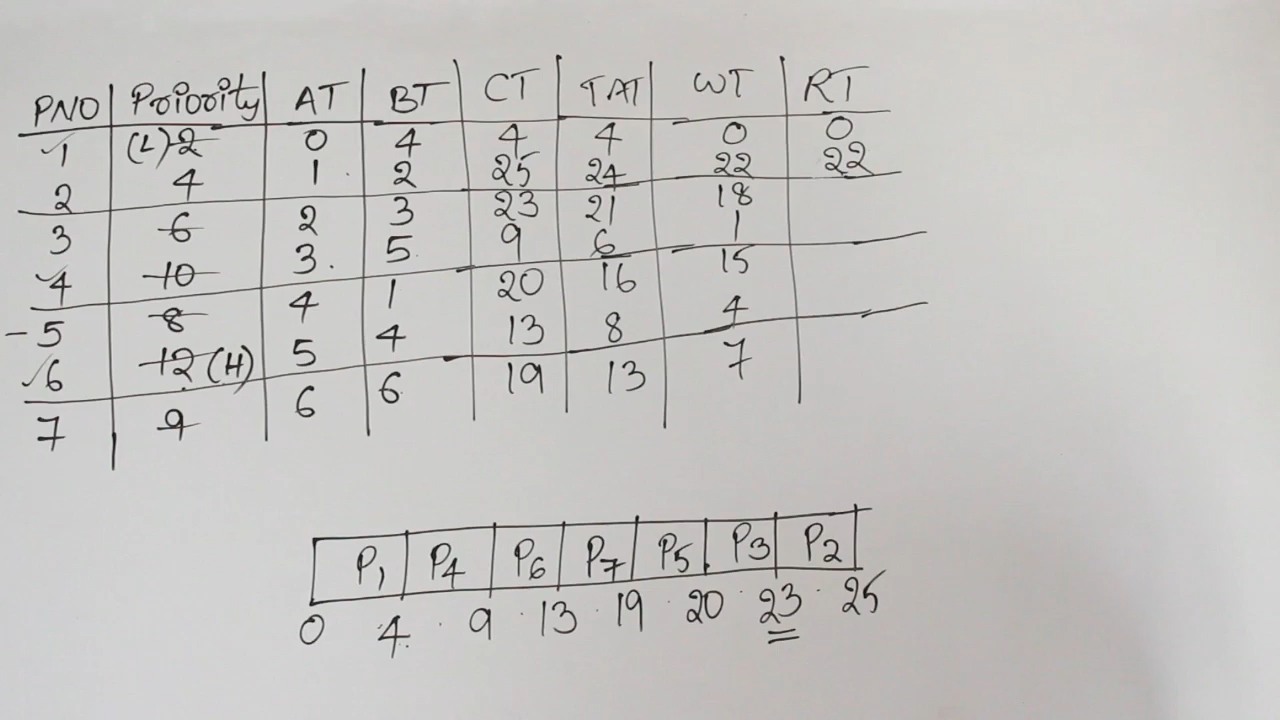 PNO Priority AT BT CT TAT WT RT
1 (L) 2 0 4 4 4 0 0
2 4 1 2 25 24 22 22
3 6 2 3 23 21 18
4 10 3. 5 9 6 1
-5 8 4 1 20 16 15
6 12 (H) 5 4 13 8 4
7 9 6 6 19 13 7
P1 P4 P6 P7 P5 P3 P2
0 4 9 13 19 20 23 25